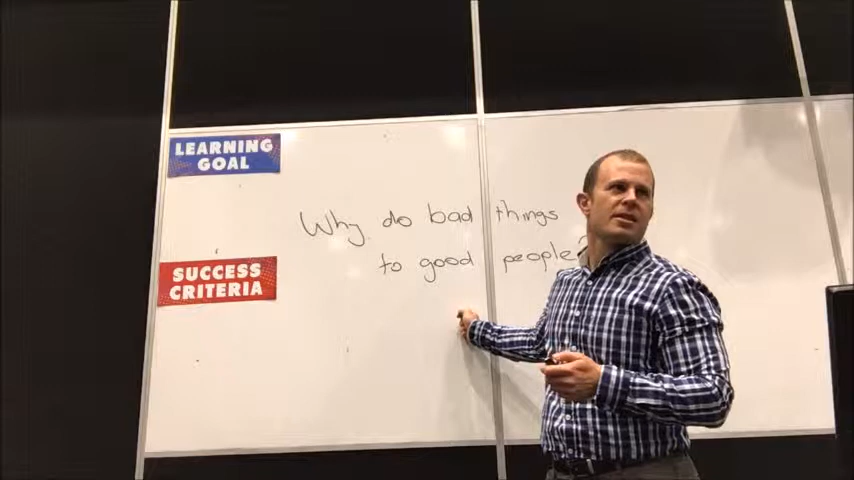 LEARNING
GOAL
Why do bad things
to good people?
SUCCESS
CRITERIA